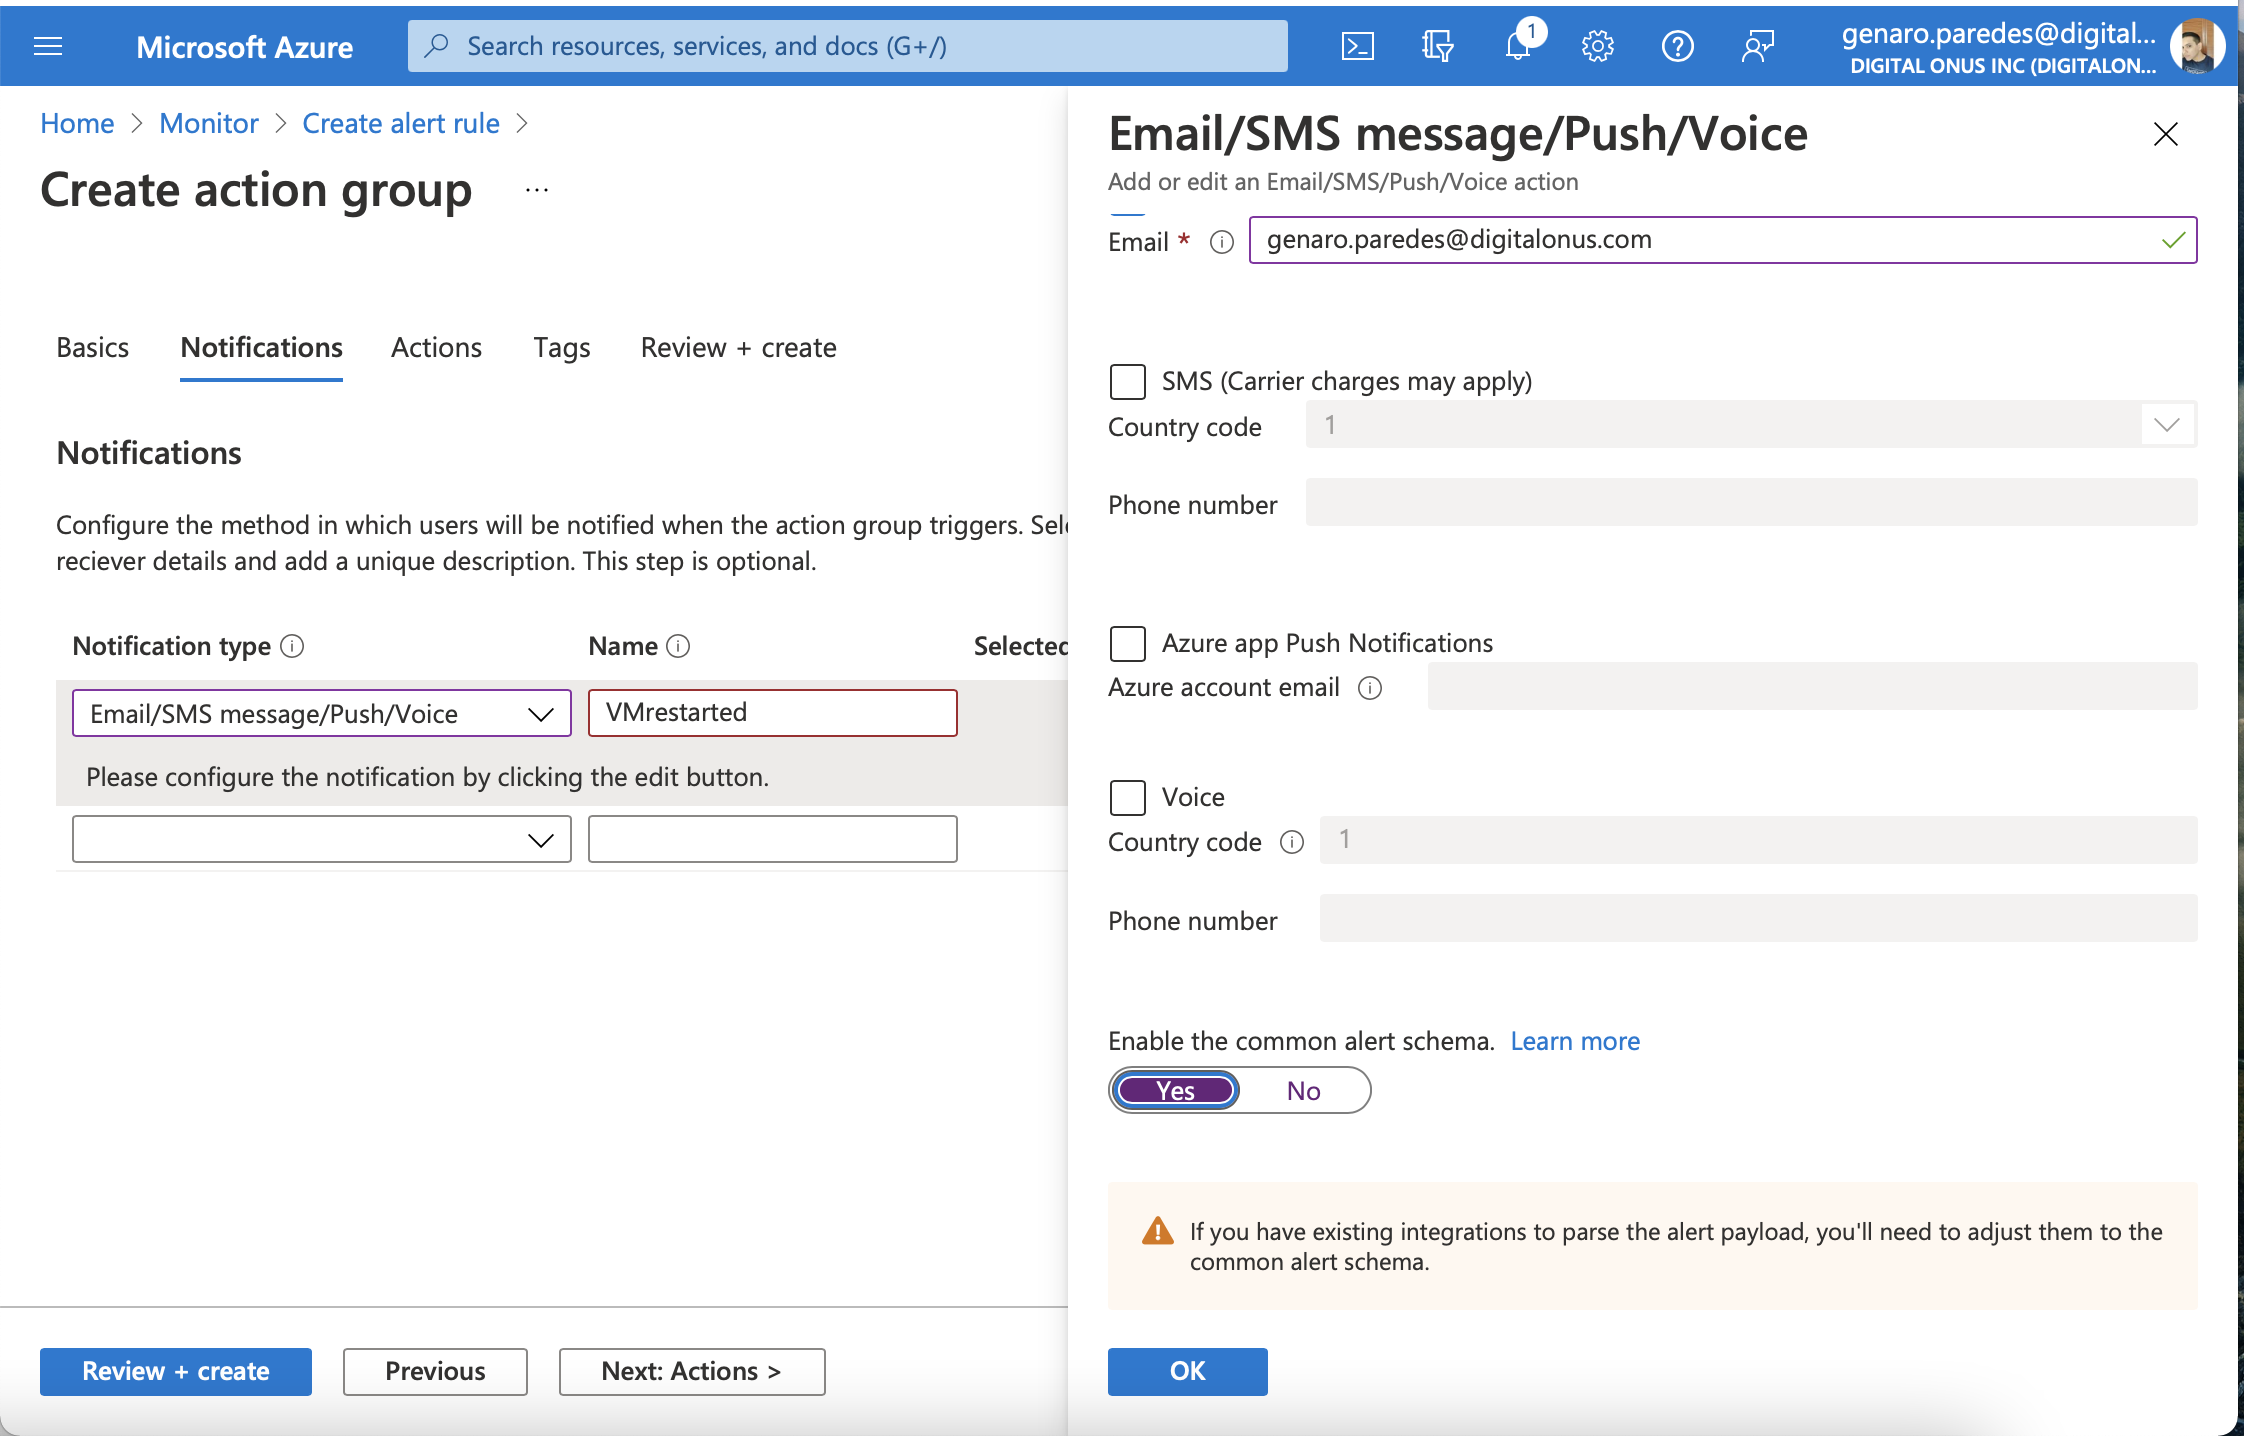 Microsoft Azure
Search resources, services, and docs (G+/)
1
genaro.paredes@digital...
DIGITAL ONUS INC (DIGITALON...
Home > Monitor > Create alert rule >
Create action group ...
Basics Notifications Actions Tags Review + create
Notifications
Configure the method in which users will be notified when the action group triggers. Sele
reciever details and add a unique description. This step is optional.
Notification type Name Selected
Email/SMS message/Push/Voice VMrestarted
Please configure the notification by clicking the edit button.
Review + create Previous Next: Actions >
Email/SMS message/Push/Voice
Add or edit an Email/SMS/Push/Voice action
Email * genaro.paredes@digitalonus.com
SMS (Carrier charges may apply)
Country code 1
Phone number
Azure app Push Notifications
Azure account email
Voice
Country code 1
Phone number
Enable the common alert schema. Learn more
Yes No
If you have existing integrations to parse the alert payload, you'll need to adjust them to the
common alert schema.
OK